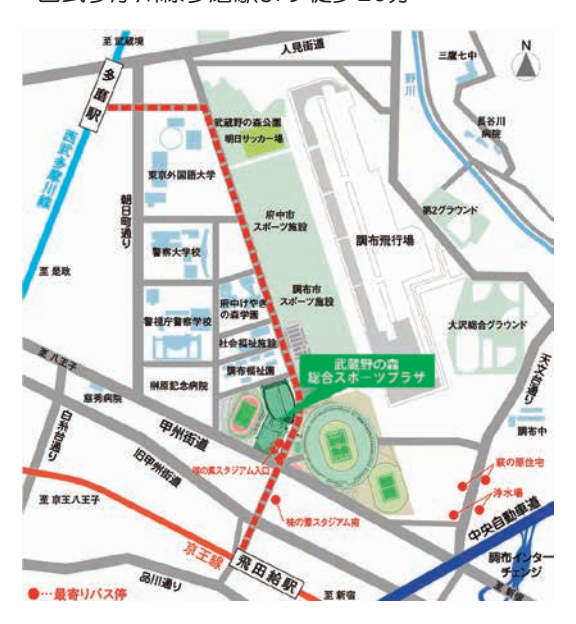 至 武蔵境
人見街道
三鷹七中
N
多磨駅
野川
武蔵野の森公園
朝日サッカー場
長谷川
病院
西武多摩川線
東京外国語大学
朝日町通り
府中市
スポーツ施設
第2グラウンド
調布飛行場
警察大学校
至 是政
調布市
スポーツ施設
府中けやき
の森学園
警視庁警察学校
大沢総合グラウンド
社会福祉施設
武蔵野の森
総合スポーツプラザ
至 八王子
調布福祉園
榊原記念病院
慈秀病院
天文台通り
白糸台通り
甲州街道
調布中
旧甲州街道
味の素スタジアム入口
萩の原住宅
浄水場
至 京王八王子
味の素スタジアム南
中央自動車道
京王線
飛田給駅
調布インター
チェンジ
品川通り
至 新宿
至 新宿
●…最寄りバス停